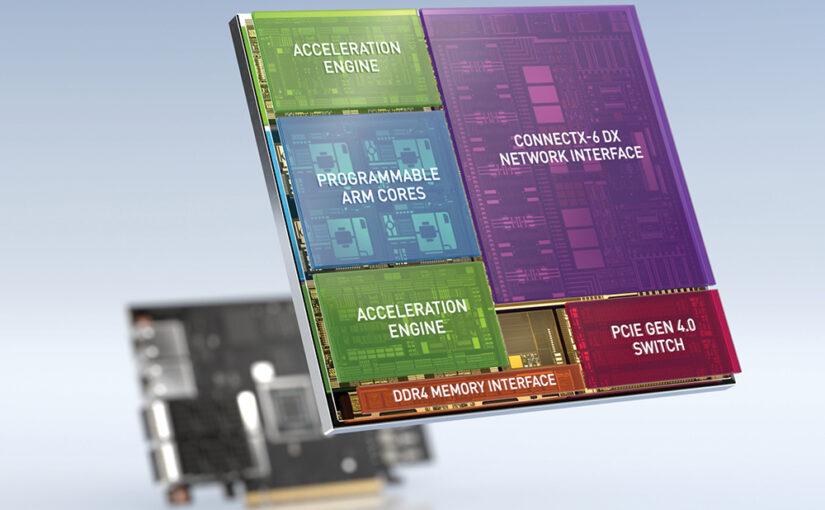 ACCELERATION
ENGINE
CONNECTX-6 DX
NETWORK INTERFACE
PROGRAMMABLE
ARM CORES
ACCELERATION
ENGINE
PCIE GEN 4.0
SWITCH
DDR4 MEMORY INTERFACE